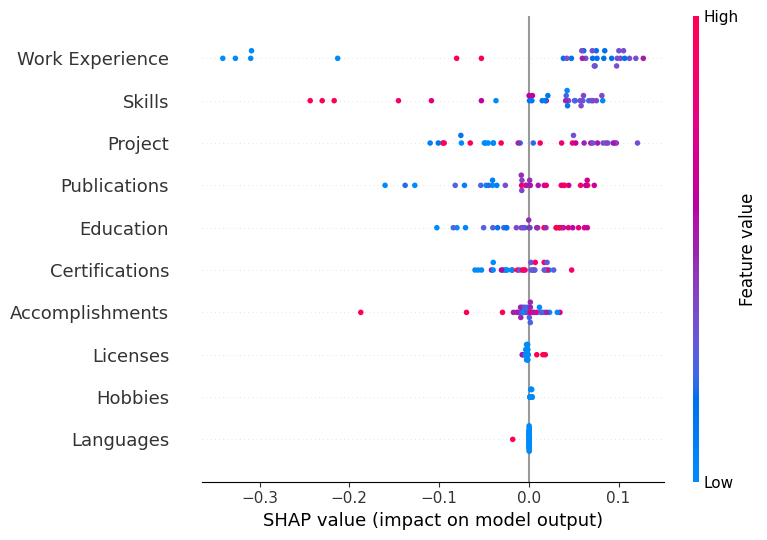 High
Work Experience
Skills
Project
Publications
Education
Certifications
Accomplishments
Licenses
Hobbies
Languages
Feature value
Low
−0.3 −0.2 −0.1 0.0 0.1
SHAP value (impact on model output)